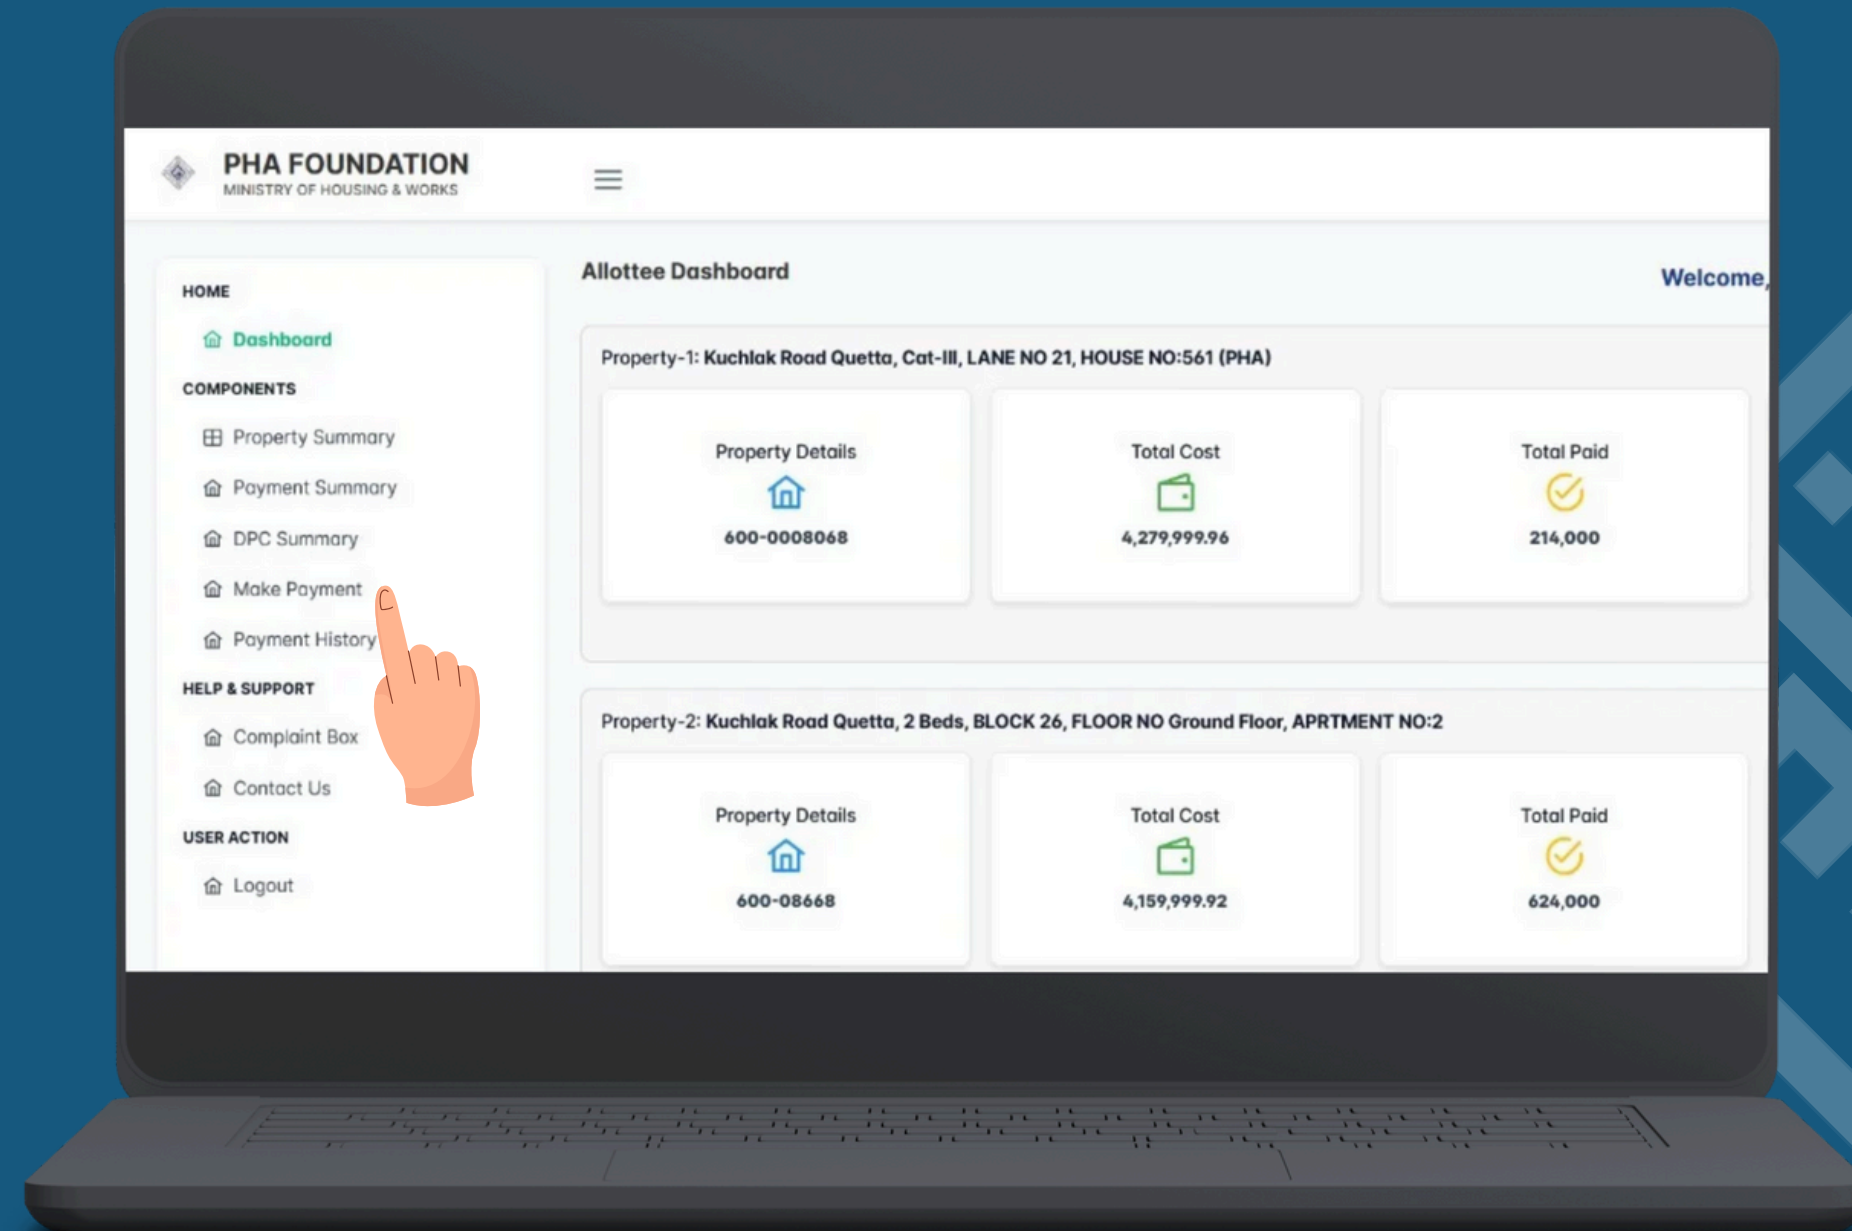 PHA FOUNDATION
MINISTRY OF HOUSING & WORKS
HOME
Dashboard
COMPONENTS
Property Summary
Payment Summary
DPC Summary
Make Payment
Payment History
HELP & SUPPORT
Complaint Box
Contact Us
USER ACTION
Logout
Allottee Dashboard
Welcome,
Property-1: Kuchlak Road Quetta, Cat-III, LANE NO 21, HOUSE NO:561 (PHA)
Property Details
600-0008068
Total Cost
4,279,999.96
Total Paid
214,000
Property-2: Kuchlak Road Quetta, 2 Beds, BLOCK 26, FLOOR NO Ground Floor, APRTMENT NO:2
Property Details
600-08668
Total Cost
4,159,999.92
Total Paid
624,000